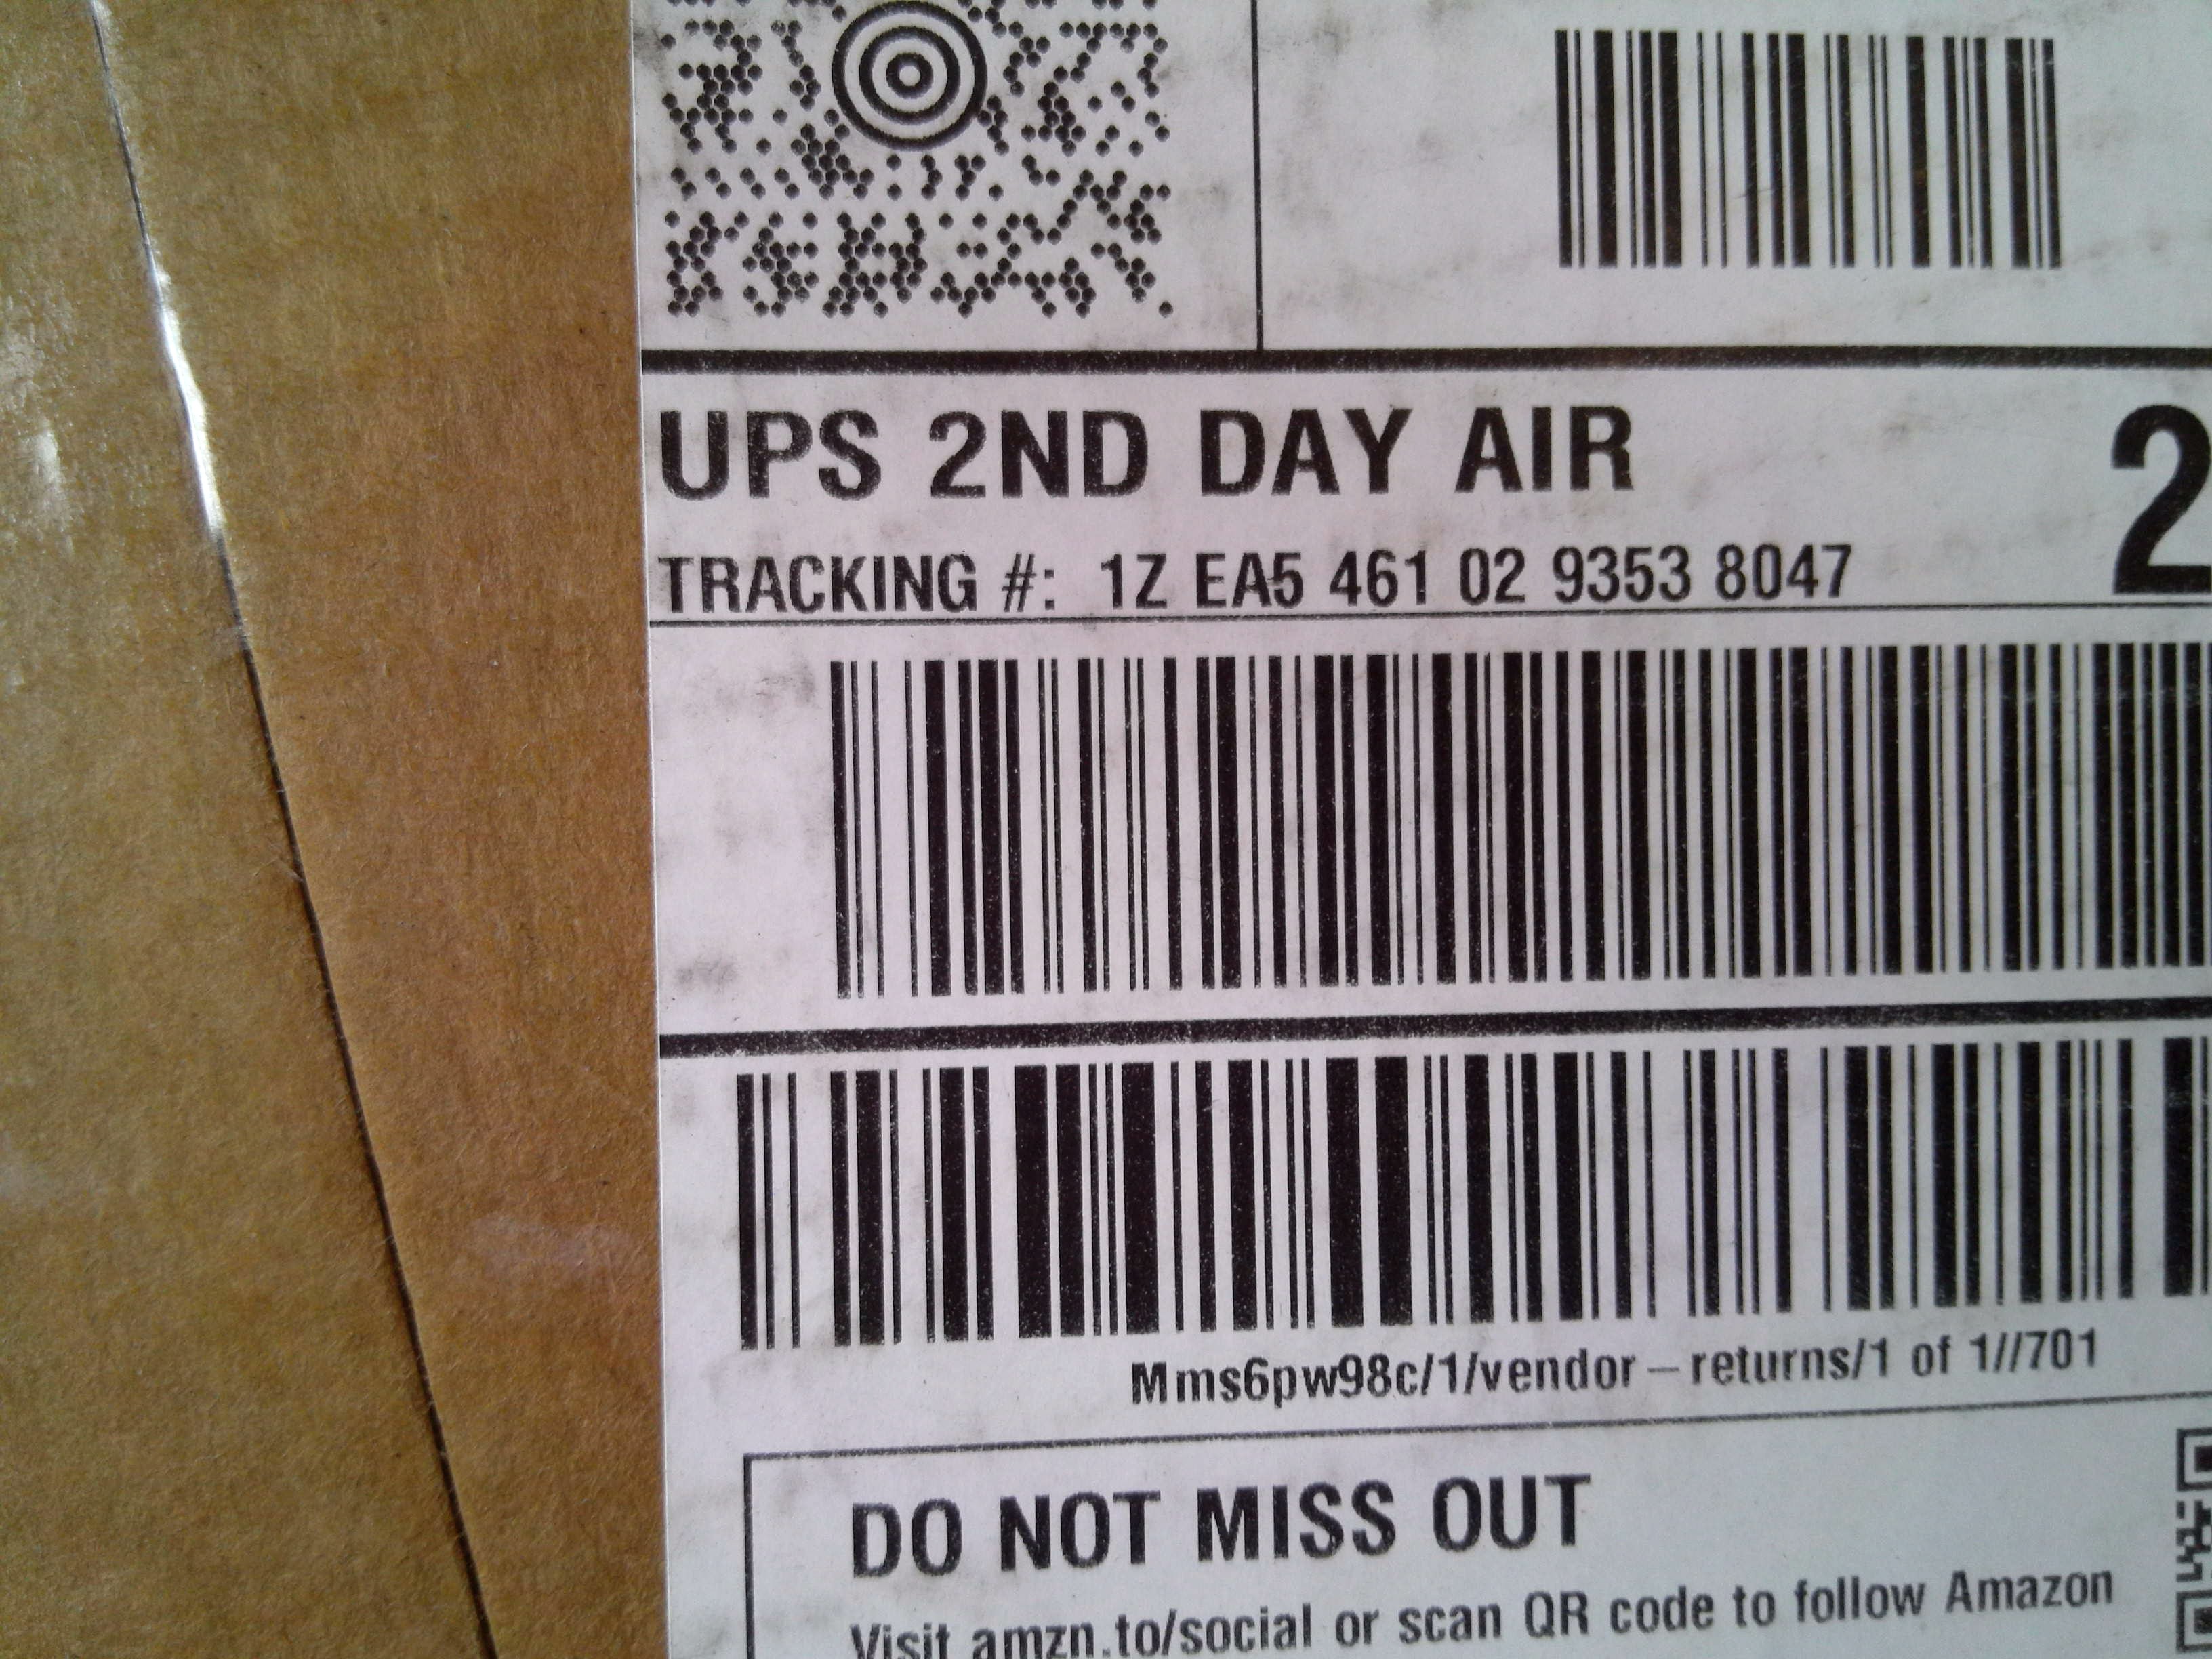 UPS 2ND DAY AIR
2
TRACKING #: 1Z EA5 461 02 9353 8047
Mms6pw98c/1/vendor – returns/1 of 1//701
DO NOT MISS OUT
Visit amzn.to/social or scan QR code to follow Amazon